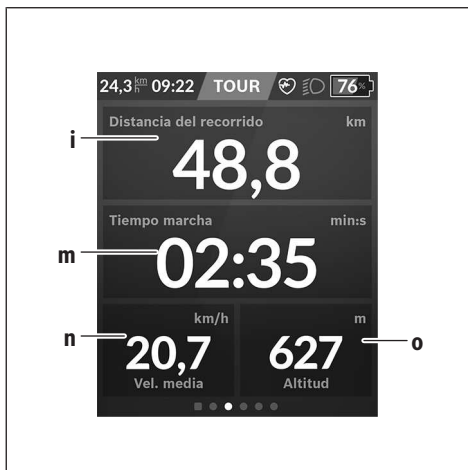 24,3 km/h 09:22 TOUR 76%
i Distancia del recorrido km
48,8
Tiempo marcha min:s
m 02:35
km/h m
n 20,7 627 o
Vel. media Altitud